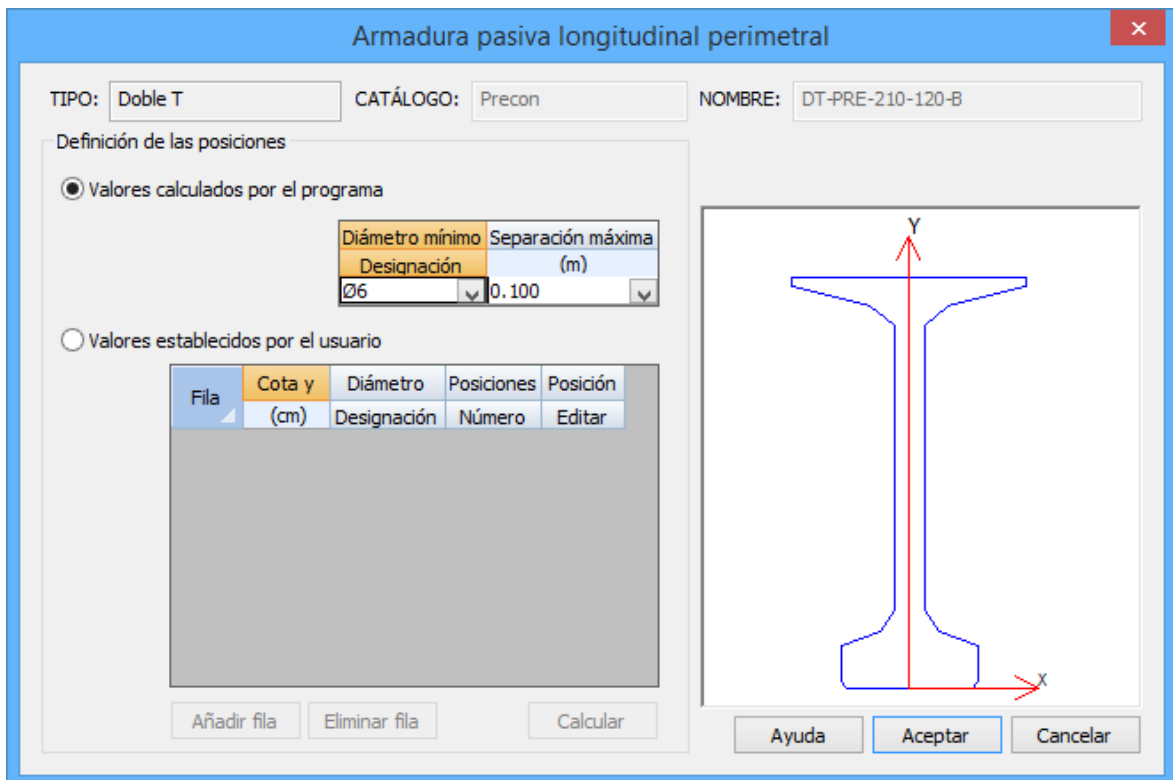 Armadura pasiva longitudinal perimetral
TIPO: Doble T CATÁLOGO: Precon NOMBRE: DT-PRE-210-120-B
Definición de las posiciones
Valores calculados por el programa
Diámetro mínimo Separación máxima
Designación (m)
Ø6 0.100
Valores establecidos por el usuario
Fila Cota y Diámetro Posiciones Posición
(cm) Designación Número Editar
Y
X
Añadir fila Eliminar fila Calcular
Ayuda Aceptar Cancelar